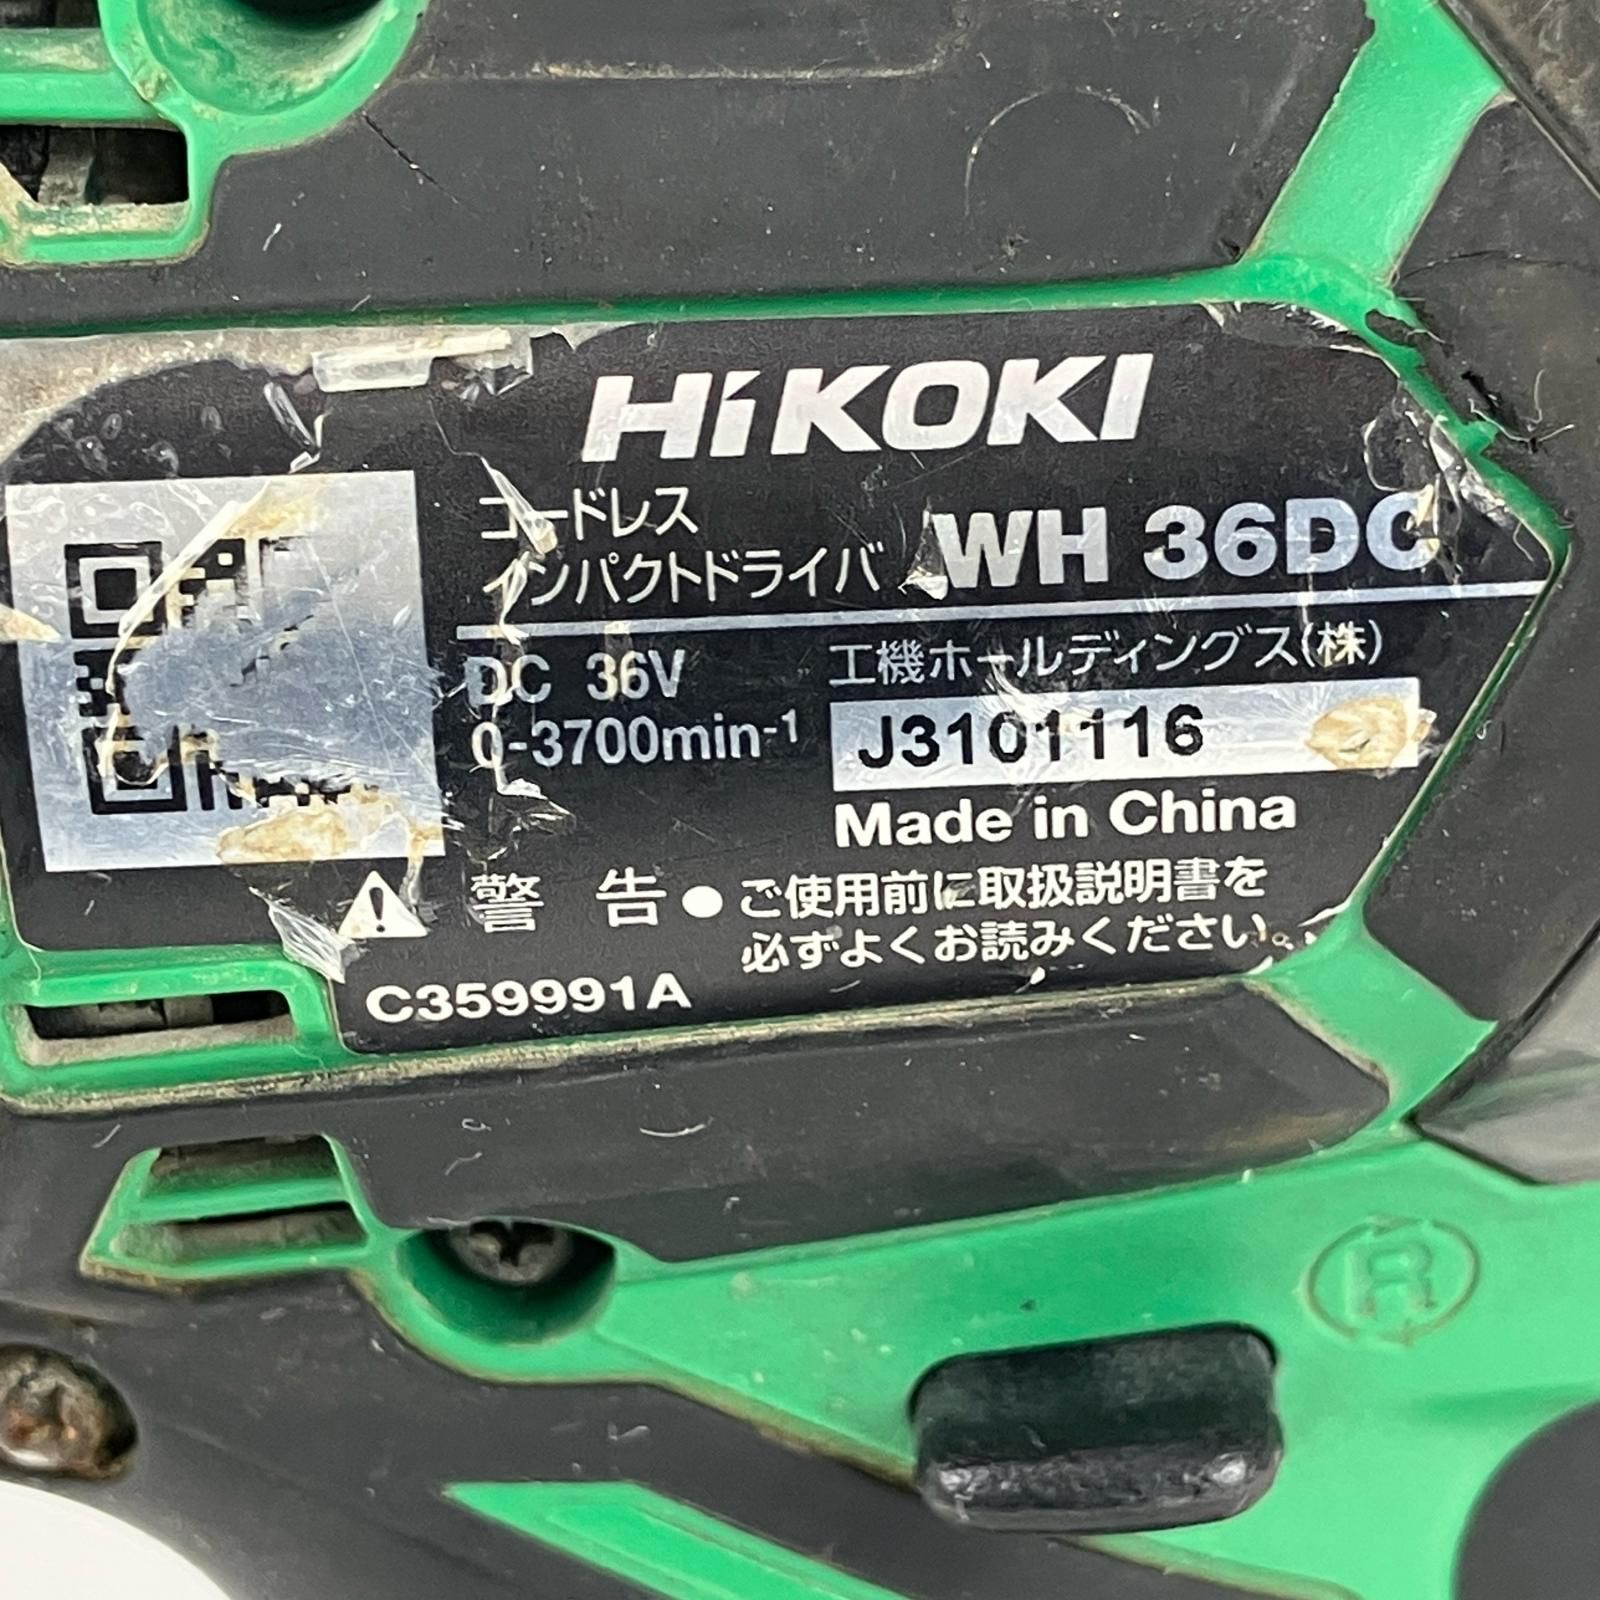 HiKOKI
コードレス
インパクトドライバ WH 36DC
DC 36V
0-3700min-1
工機ホールディングス(株)
J3101116
Made in China
警告 ● ご使用前に取扱説明書を
必ずよくお読みください。
C359991A
R